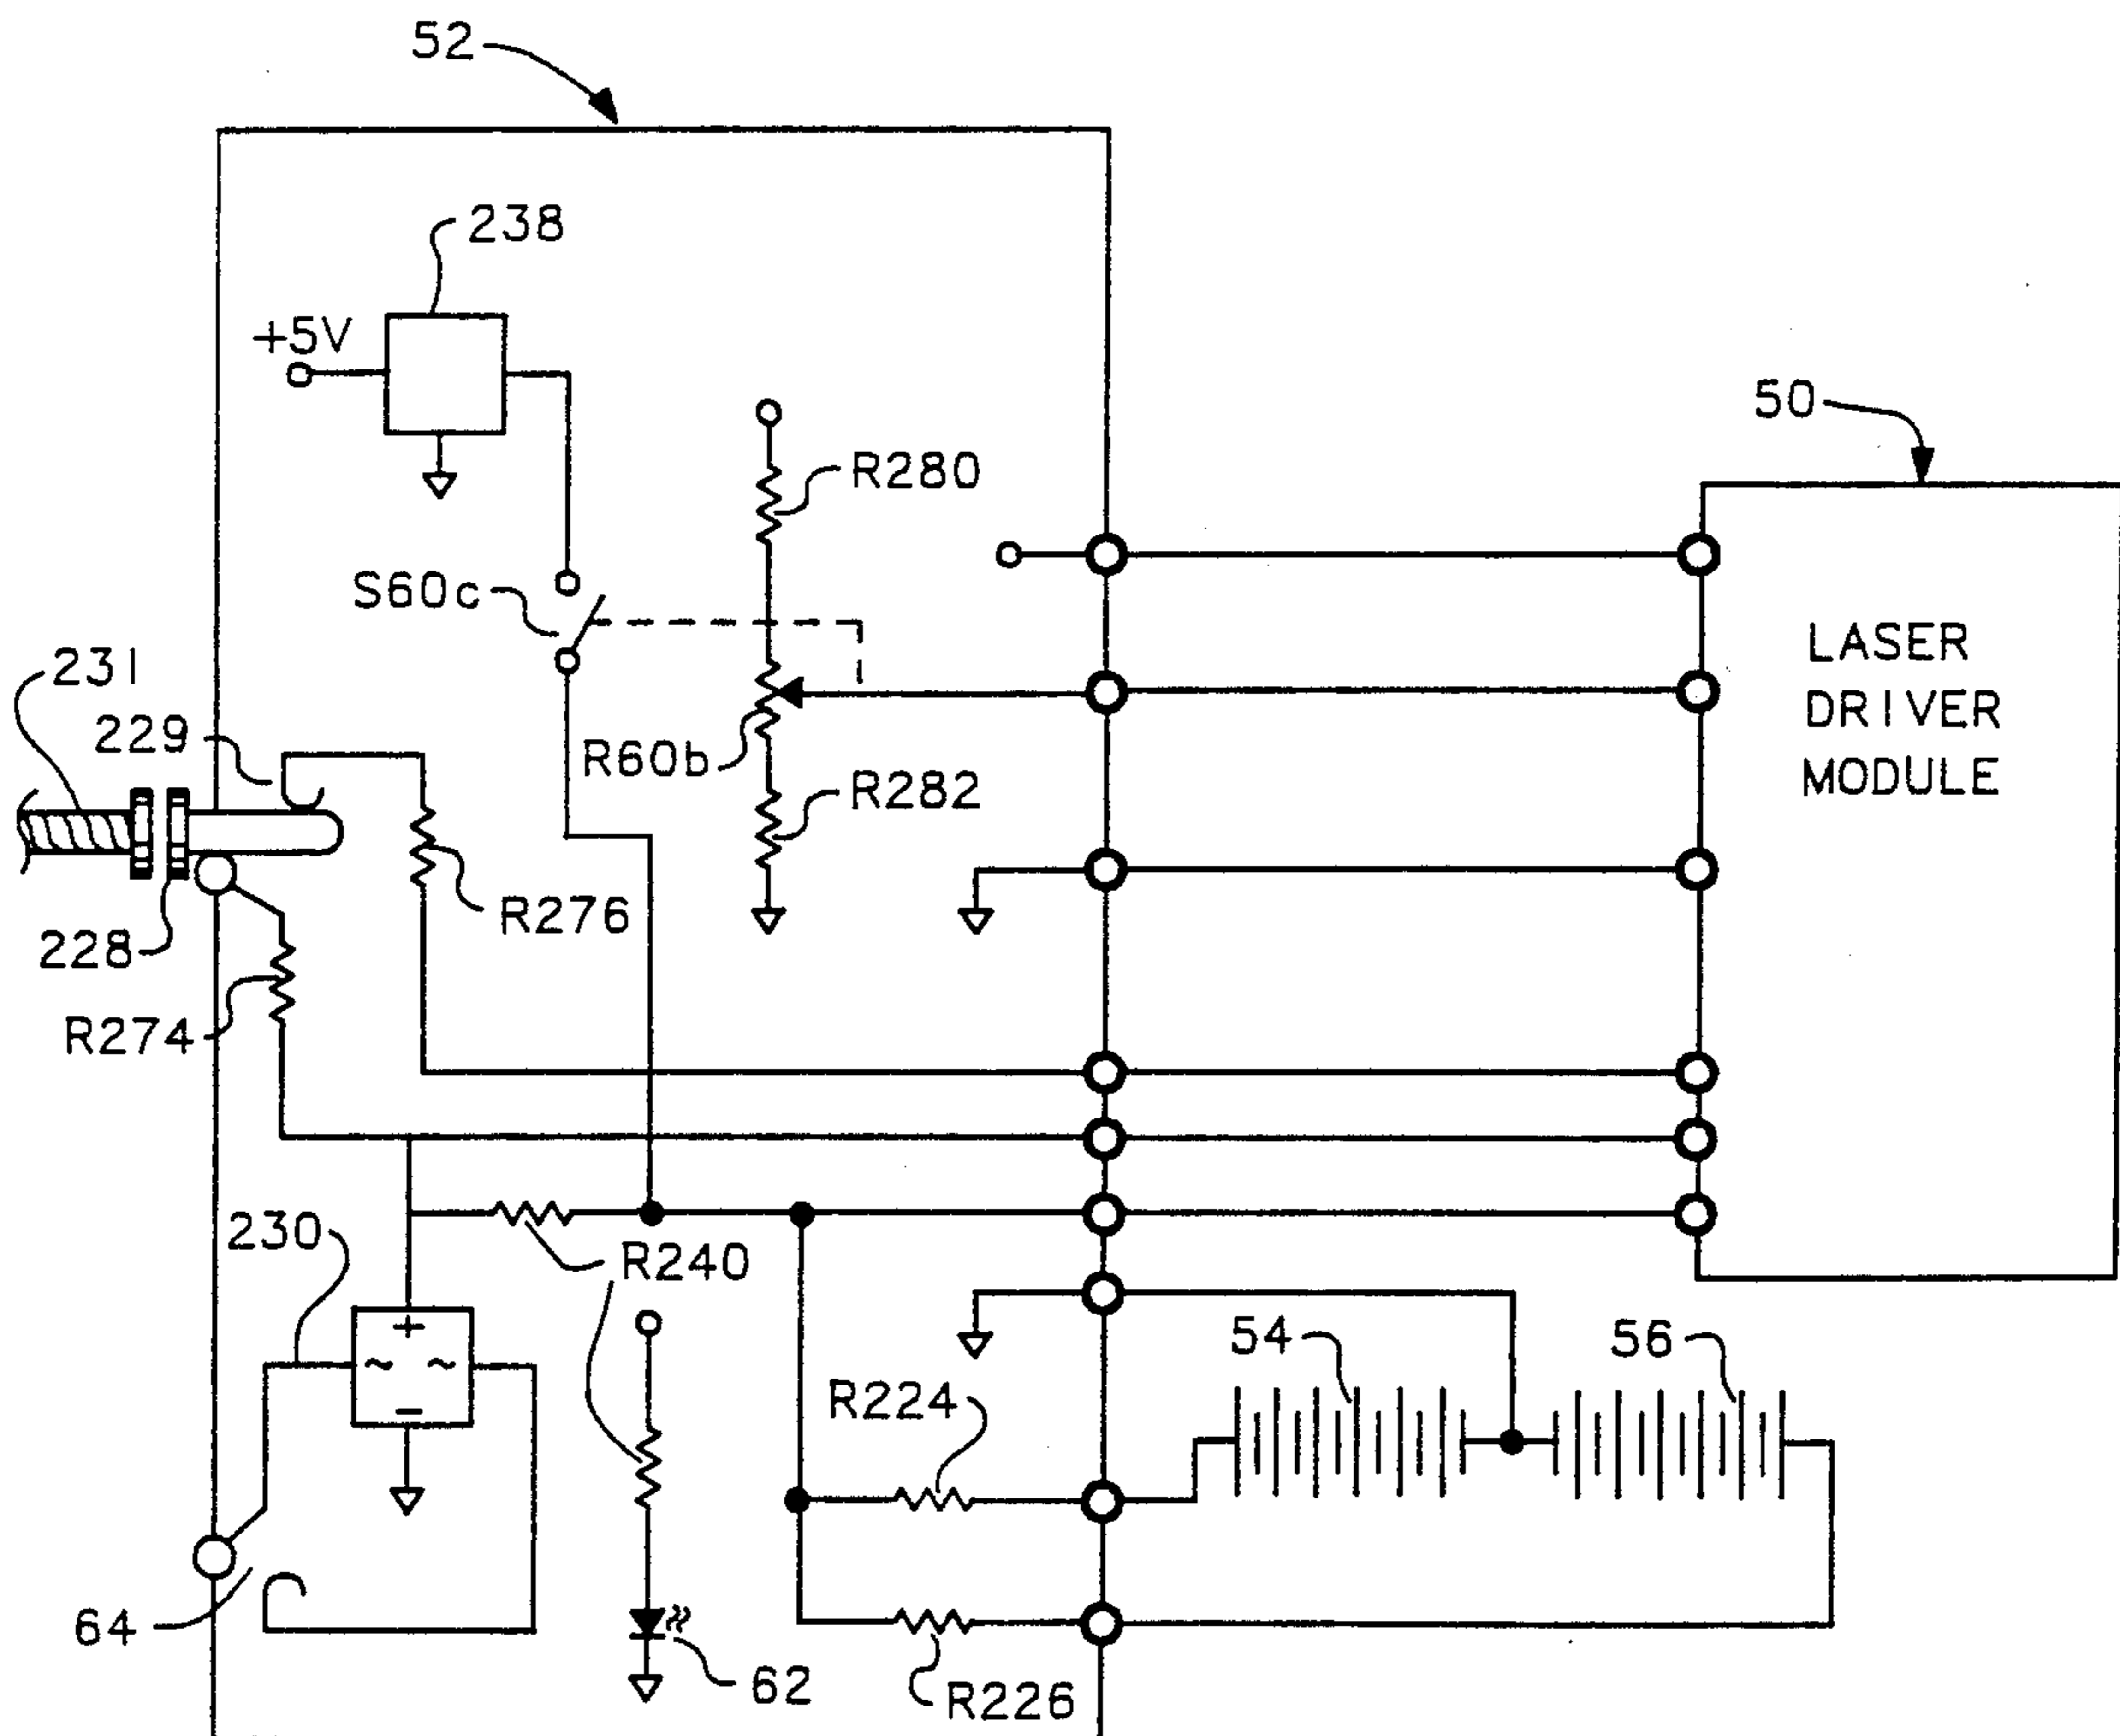 52
238
+5V
R280
50
S60c
LASER
DRIVER
MODULE
231
229
R60b
R282
R276
228
R274
230
R240
54
56
R224
+
~ ~
−
64
62
R226